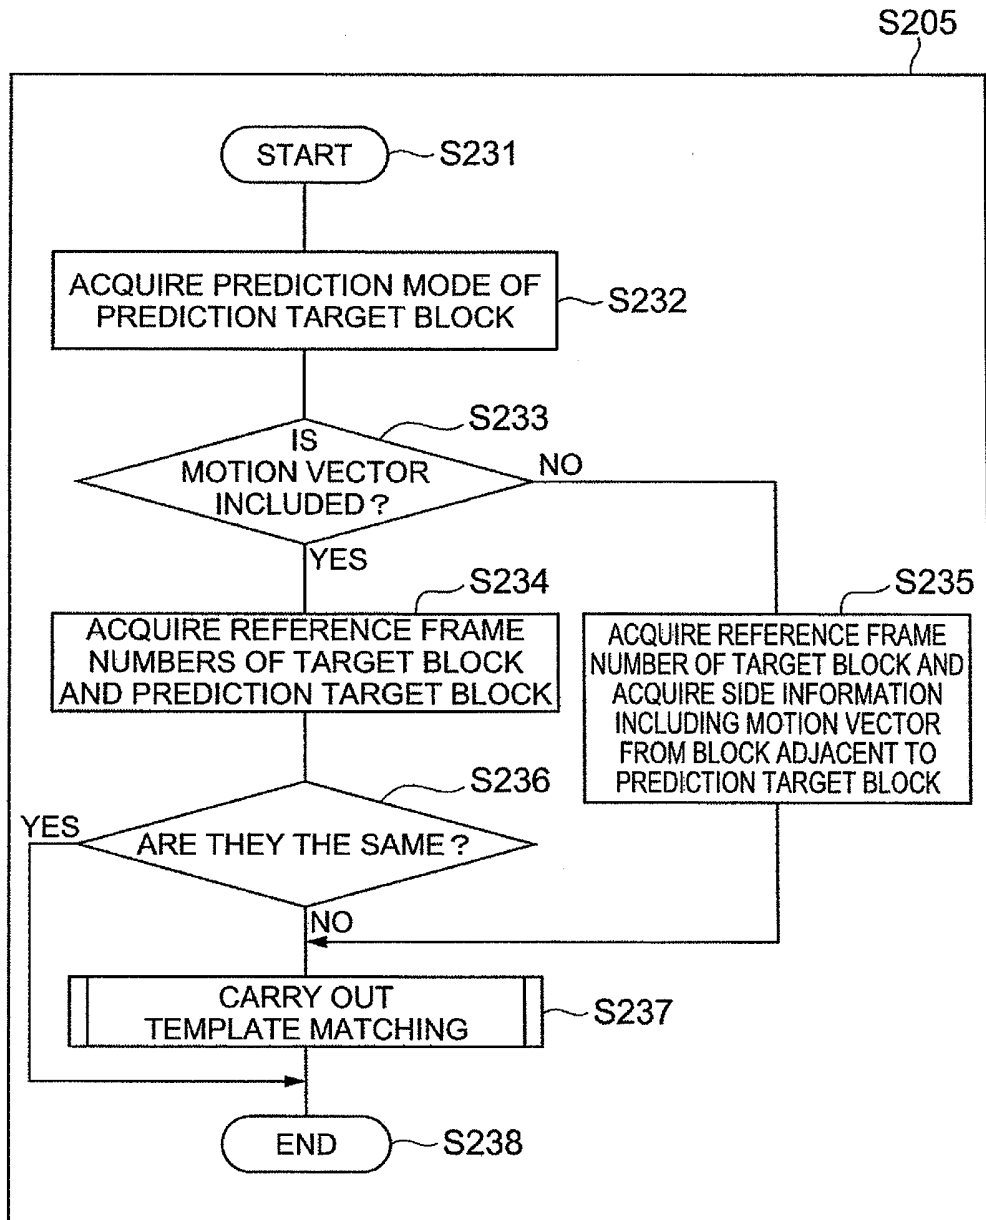 S205
START
S231
ACQUIRE PREDICTION MODE OF
PREDICTION TARGET BLOCK
S232
S233
IS
MOTION VECTOR
INCLUDED ?
NO
YES
S234
ACQUIRE REFERENCE FRAME
NUMBERS OF TARGET BLOCK
AND PREDICTION TARGET BLOCK
S235
ACQUIRE REFERENCE FRAME
NUMBER OF TARGET BLOCK AND
ACQUIRE SIDE INFORMATION
INCLUDING MOTION VECTOR
FROM BLOCK ADJACENT TO
PREDICTION TARGET BLOCK
S236
YES
ARE THEY THE SAME ?
NO
CARRY OUT
TEMPLATE MATCHING
S237
END
S238